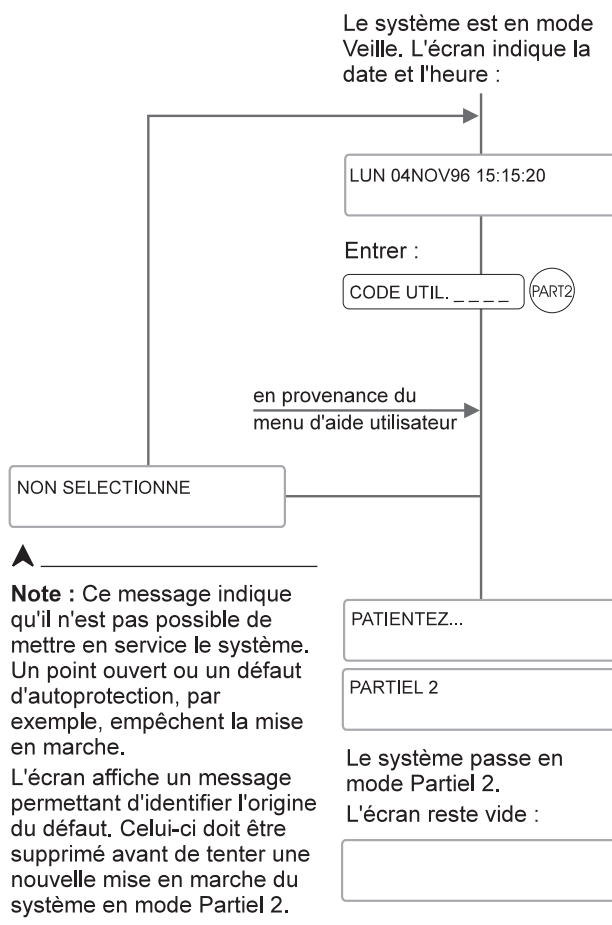 Le système est en mode
Veille. L'écran indique la
date et l'heure :
LUN 04NOV96 15:15:20
Entrer :
CODE UTIL. _ _ _ _ PART2
en provenance du
menu d'aide utilisateur
NON SELECTIONNE
Note : Ce message indique
qu'il n'est pas possible de
mettre en service le système.
Un point ouvert ou un défaut
d'autoprotection, par
exemple, empêchent la mise
en marche.
L'écran affiche un message
permettant d'identifier l'origine
du défaut. Celui-ci doit être
supprimé avant de tenter une
nouvelle mise en marche du
système en mode Partiel 2.
PATIENTEZ...
PARTIEL 2
Le système passe en
mode Partiel 2.
L'écran reste vide :